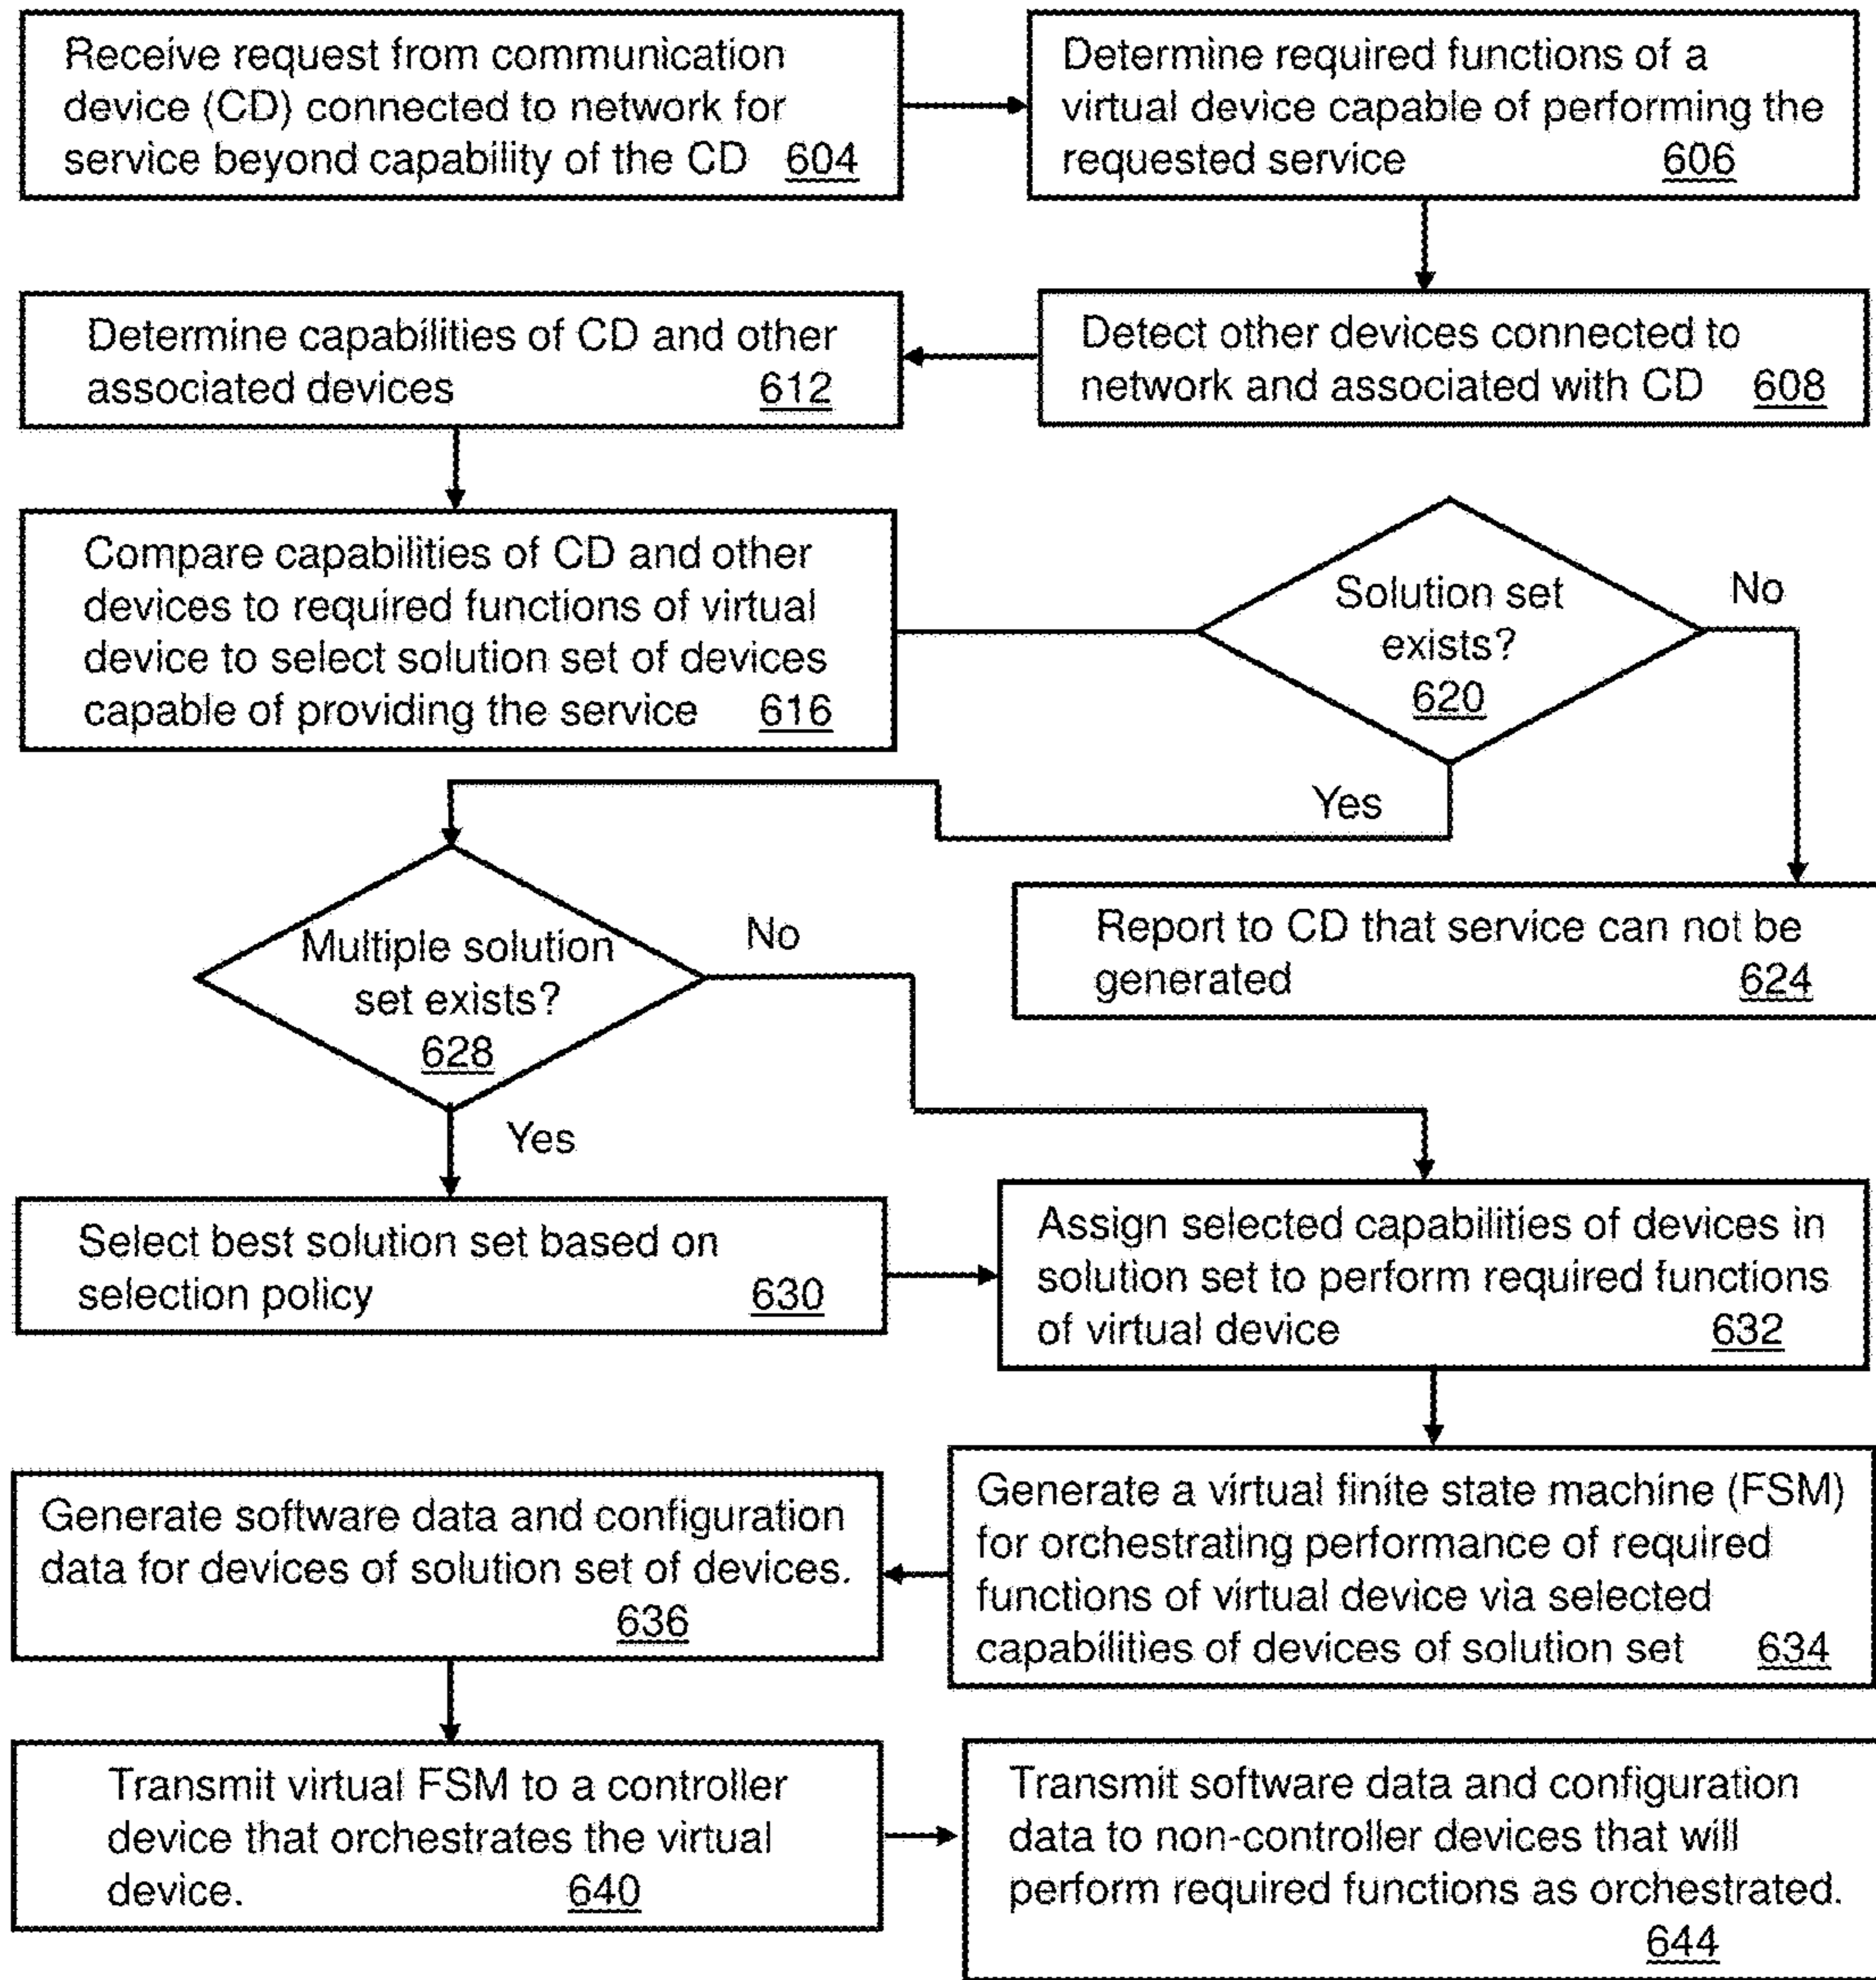 Receive request from communication
device (CD) connected to network for
service beyond capability of the CD 604
Determine required functions of a
virtual device capable of performing the
requested service 606
Determine capabilities of CD and other
associated devices 612
Detect other devices connected to
network and associated with CD 608
Compare capabilities of CD and other
devices to required functions of virtual
device to select solution set of devices
capable of providing the service 616
Solution set
exists?
620
No
Yes
Multiple solution
set exists?
628
No
Yes
Report to CD that service can not be
generated 624
Select best solution set based on
selection policy 630
Assign selected capabilities of devices in
solution set to perform required functions
of virtual device 632
Generate software data and configuration
data for devices of solution set of devices.
636
Generate a virtual finite state machine (FSM)
for orchestrating performance of required
functions of virtual device via selected
capabilities of devices of solution set 634
Transmit virtual FSM to a controller
device that orchestrates the virtual
device. 640
Transmit software data and configuration
data to non-controller devices that will
perform required functions as orchestrated.
644